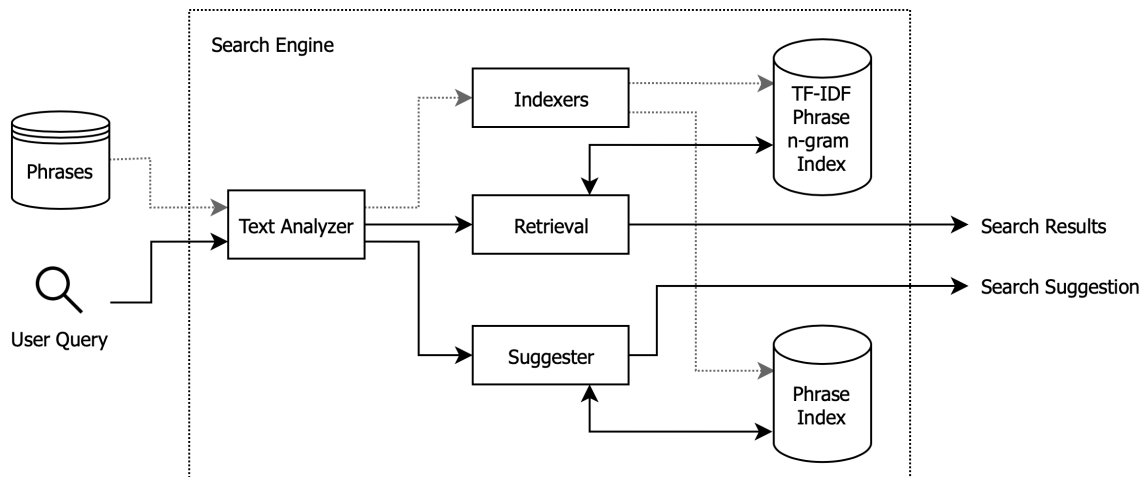 Search Engine
Indexers
TF-IDF
Phrase
n-gram
Index
Phrases
Text Analyzer
Retrieval
Search Results
User Query
Search Suggestion
Suggester
Phrase
Index